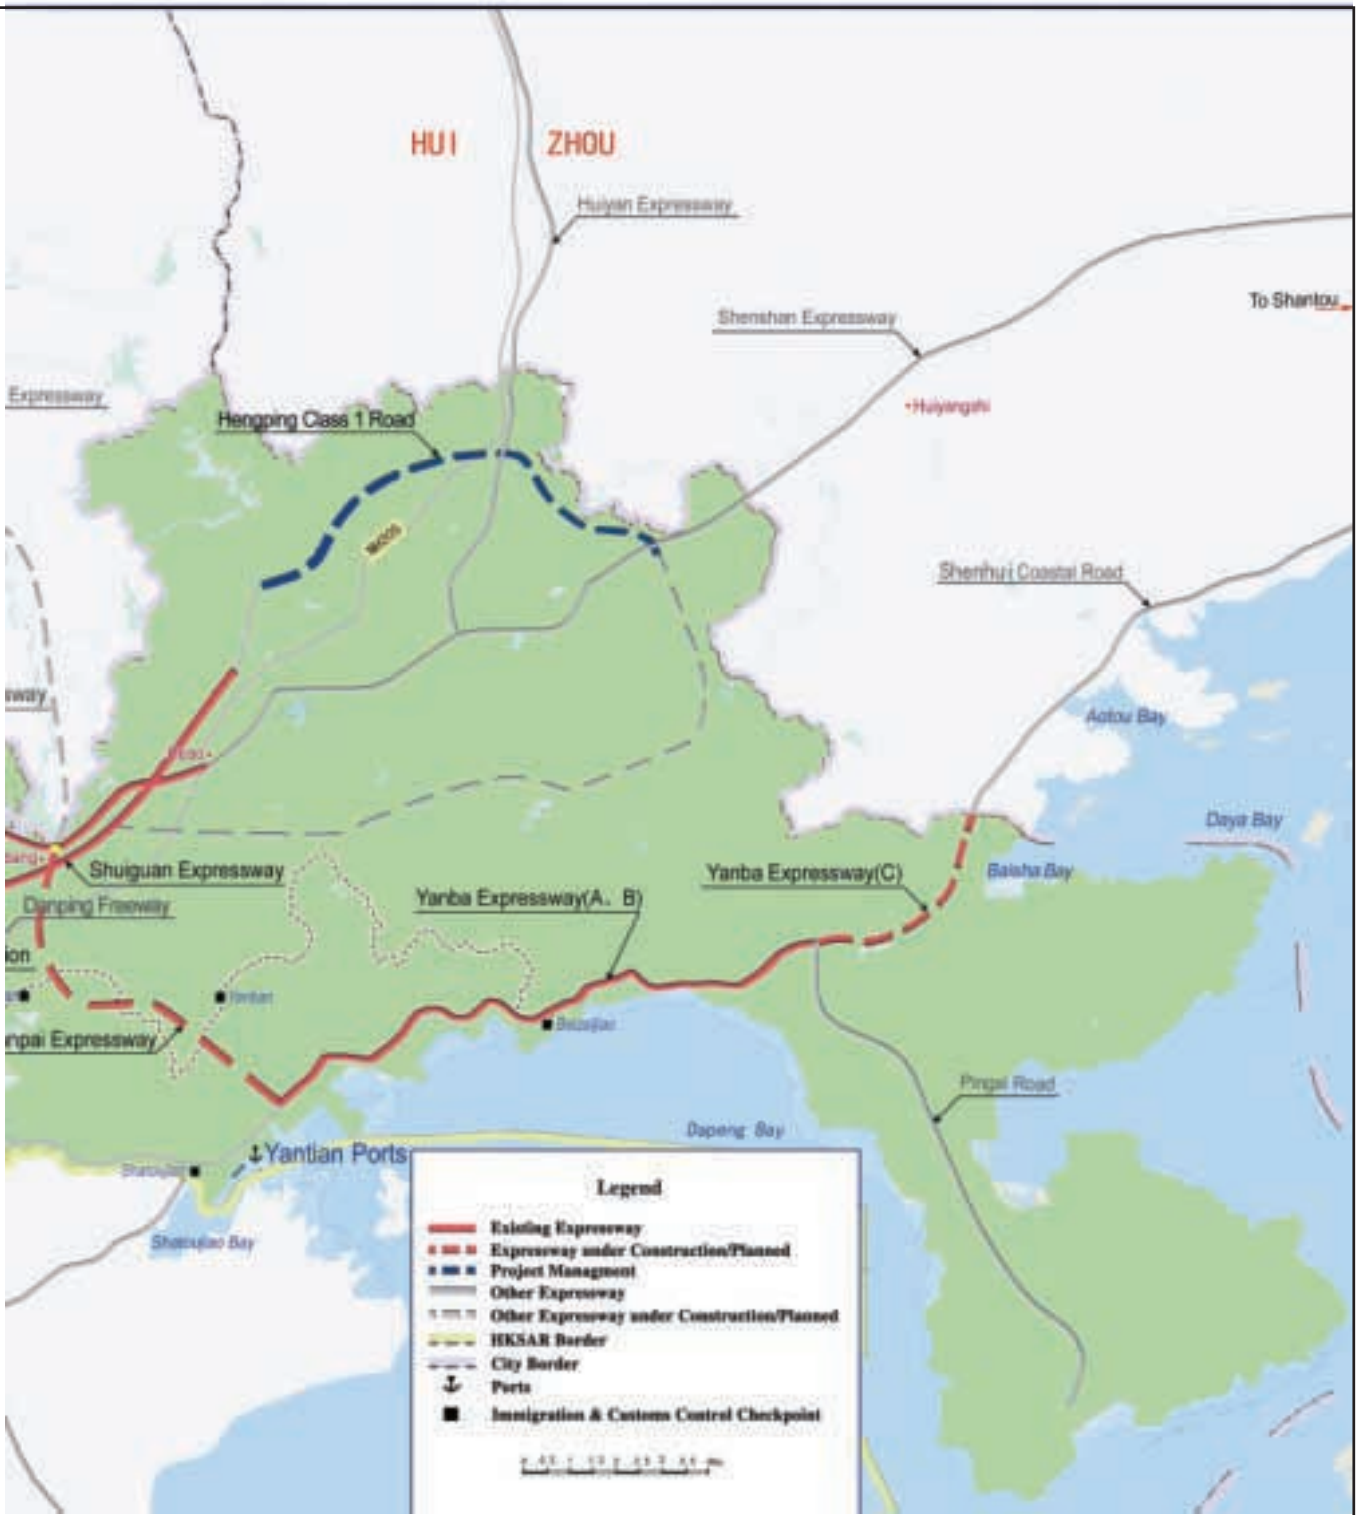 HUI ZHOU
Huiyan Expressway
To Shantou
Shenshan Expressway
Expressway
Huiyangshi
Hengping Class 1 Road
Shenhui Coastal Road
Aotou Bay
Daya Bay
Shuiguan Expressway
Yanba Expressway(C)
Baisha Bay
Yanba Expressway(A、B)
Danping Freeway
npai Expressway
Pingxi Road
Dapeng Bay
Yantian Ports
Shatoujiao Bay
Legend
Existing Expressway
Expressway under Construction/Planned
Project Managment
Other Expressway
Other Expressway under Construction/Planned
HKSAR Border
City Border
Ports
Immigration & Customs Control Checkpoint